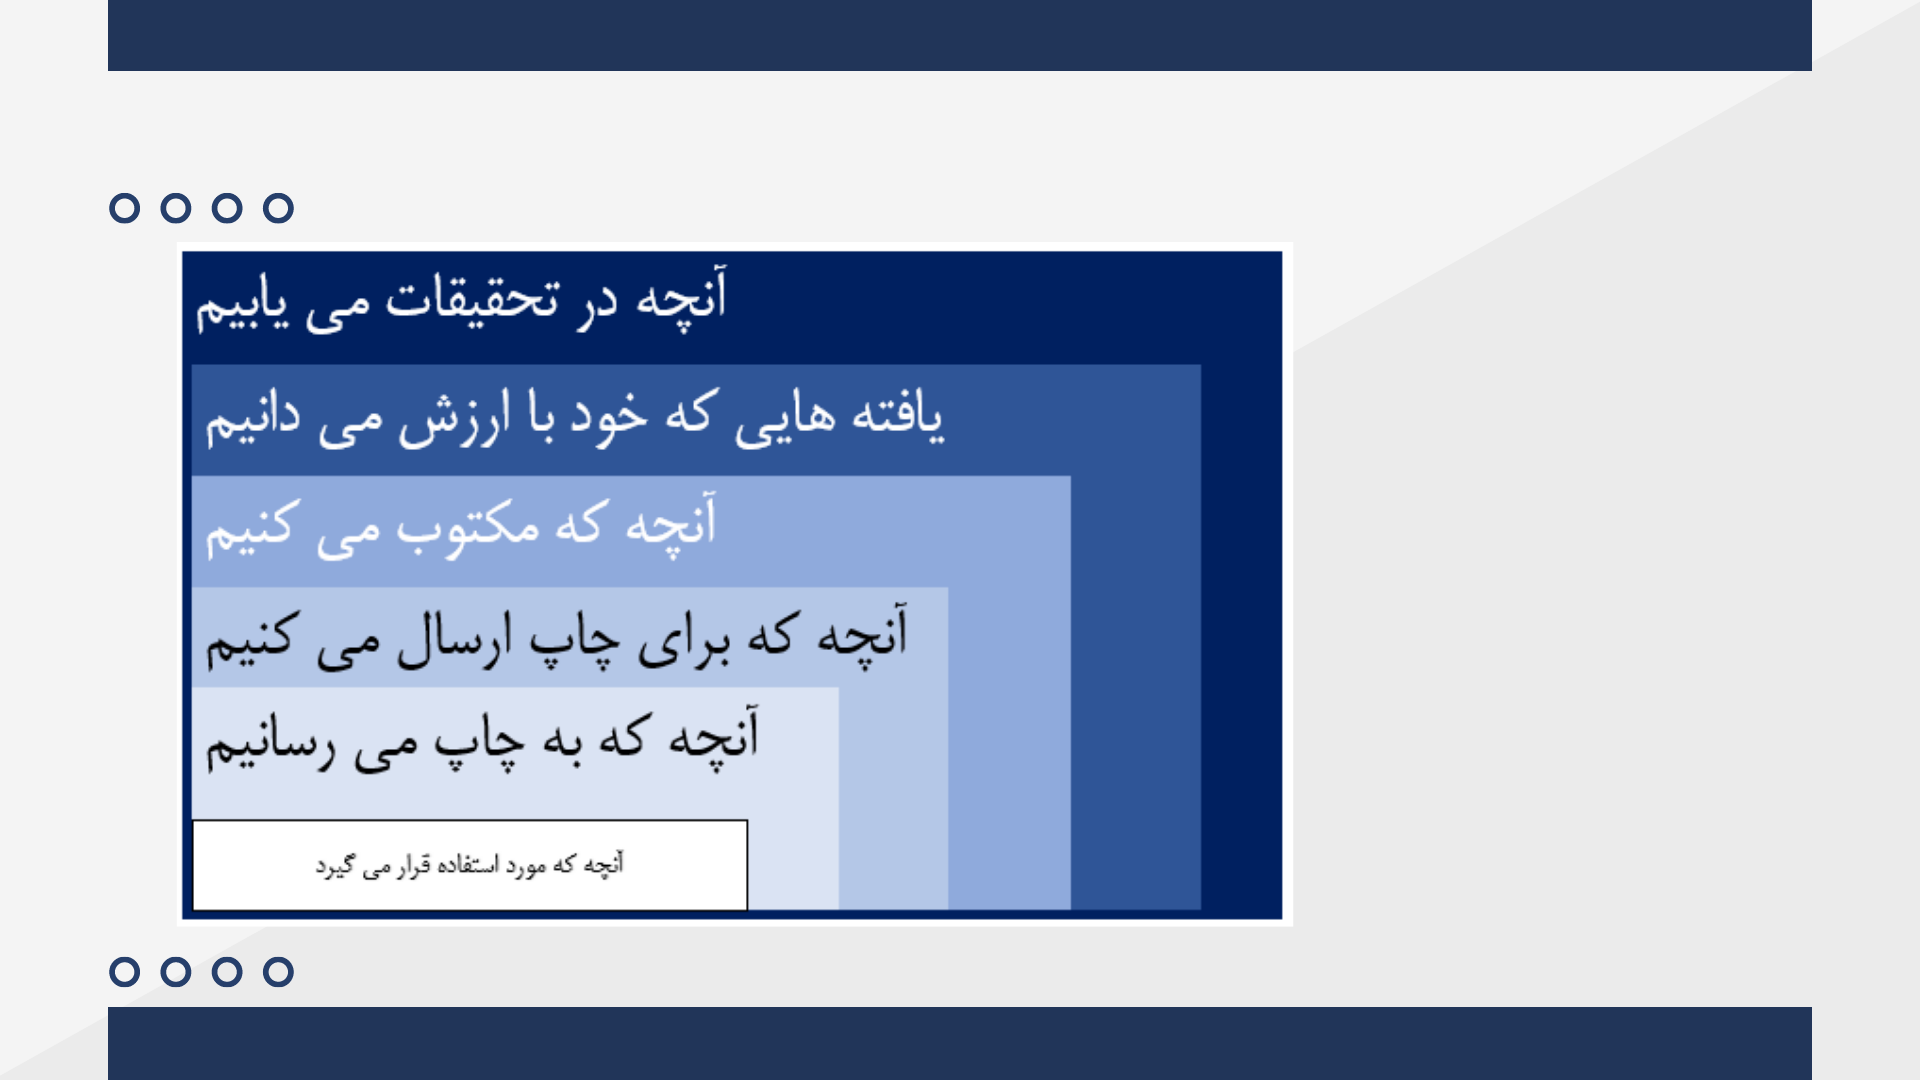 آنچه در تحقیقات می یابیم
یافته هایی که خود با ارزش می دانیم
آنچه که مکتوب می کنیم
آنچه که برای چاپ ارسال می کنیم
آنچه که به چاپ می رسانیم
آنچه که مورد استفاده قرار می گیرد